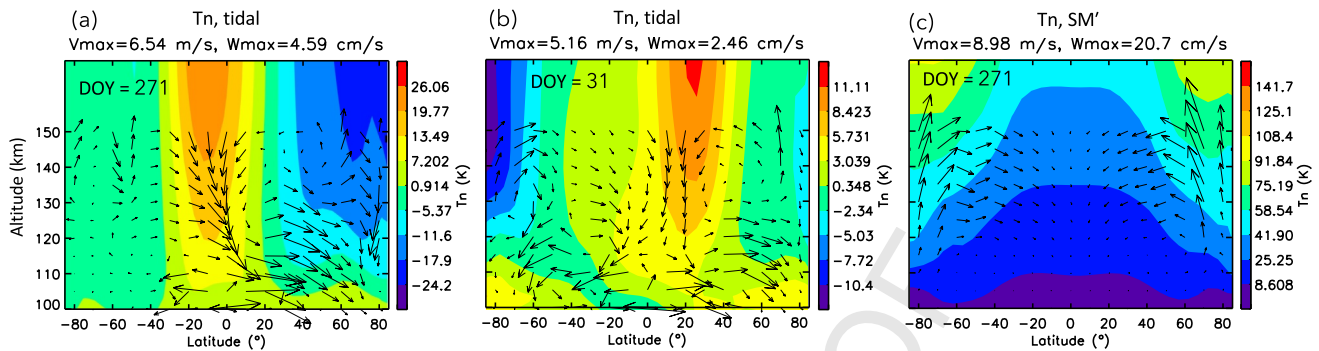 (a) Tn, tidal
Vmax=6.54 m/s, Wmax=4.59 cm/s
DOY = 271
Altitude (km)
150
140
130
120
110
100
-80 -60 -40 -20 0 20 40 60 80
Latitude (°)
26.06
19.77
13.49
7.202
0.914
-5.37
-11.6
-17.9
-24.2
Tn (K)
(b) Tn, tidal
Vmax=5.16 m/s, Wmax=2.46 cm/s
DOY = 31
-80 -60 -40 -20 0 20 40 60 80
Latitude (°)
11.11
8.423
5.731
3.039
0.348
-2.34
-5.03
-7.72
-10.4
Tn (K)
(c) Tn, SM′
Vmax=8.98 m/s, Wmax=20.7 cm/s
DOY = 271
-80 -60 -40 -20 0 20 40 60 80
Latitude (°)
141.7
125.1
108.4
91.84
75.19
58.54
41.90
25.25
8.608
Tn (K)